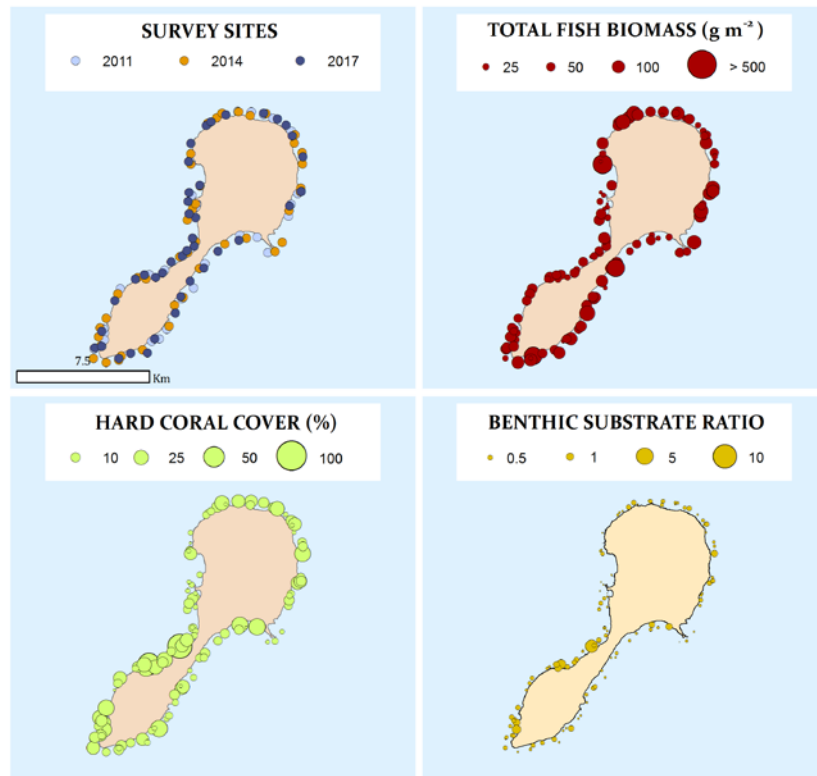 SURVEY SITES
2011 2014 2017
7.5
Km
TOTAL FISH BIOMASS (g m⁻²)
25 50 100 > 500
HARD CORAL COVER (%)
10 25 50 100
BENTHIC SUBSTRATE RATIO
0.5 1 5 10